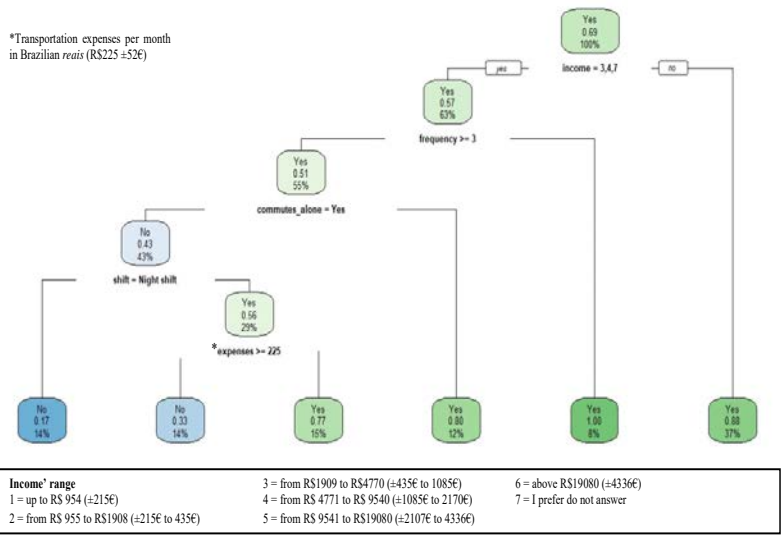 *Transportation expenses per month
in Brazilian reais (R$225 ±52€)
Yes
0.69
100%
yes
income = 3,4,7
no
Yes
0.57
63%
frequency >= 3
Yes
0.51
55%
commutes_alone = Yes
No
0.43
43%
shift = Night shift
Yes
0.56
29%
*expenses >= 225
No
0.17
14%
No
0.33
14%
Yes
0.77
15%
Yes
0.80
12%
Yes
1.00
8%
Yes
0.88
37%
Income' range
1 = up to R$ 954 (±215€)
2 = from R$ 955 to R$1908 (±215€ to 435€)
3 = from R$1909 to R$4770 (±435€ to 1085€)
4 = from R$ 4771 to R$ 9540 (±1085€ to 2170€)
5 = from R$ 9541 to R$19080 (±2107€ to 4336€)
6 = above R$19080 (±4336€)
7 = I prefer do not answer